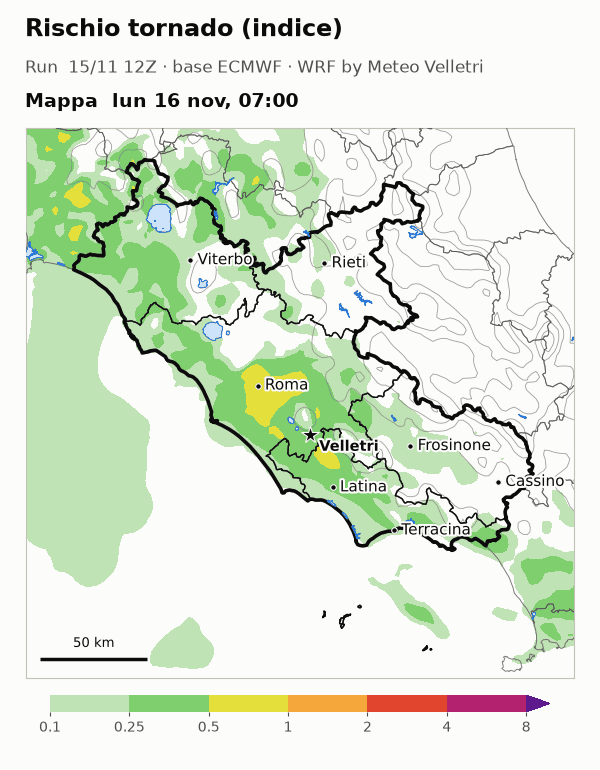 Rischio tornado (indice)
Run  15/11 12Z · base ECMWF · WRF by Meteo Velletri
Mappa  lun 16 nov, 07:00
Viterbo
Rieti
Roma
Velletri
Frosinone
Cassino
Latina
Terracina
50 km
0.1 0.25 0.5 1 2 4 8